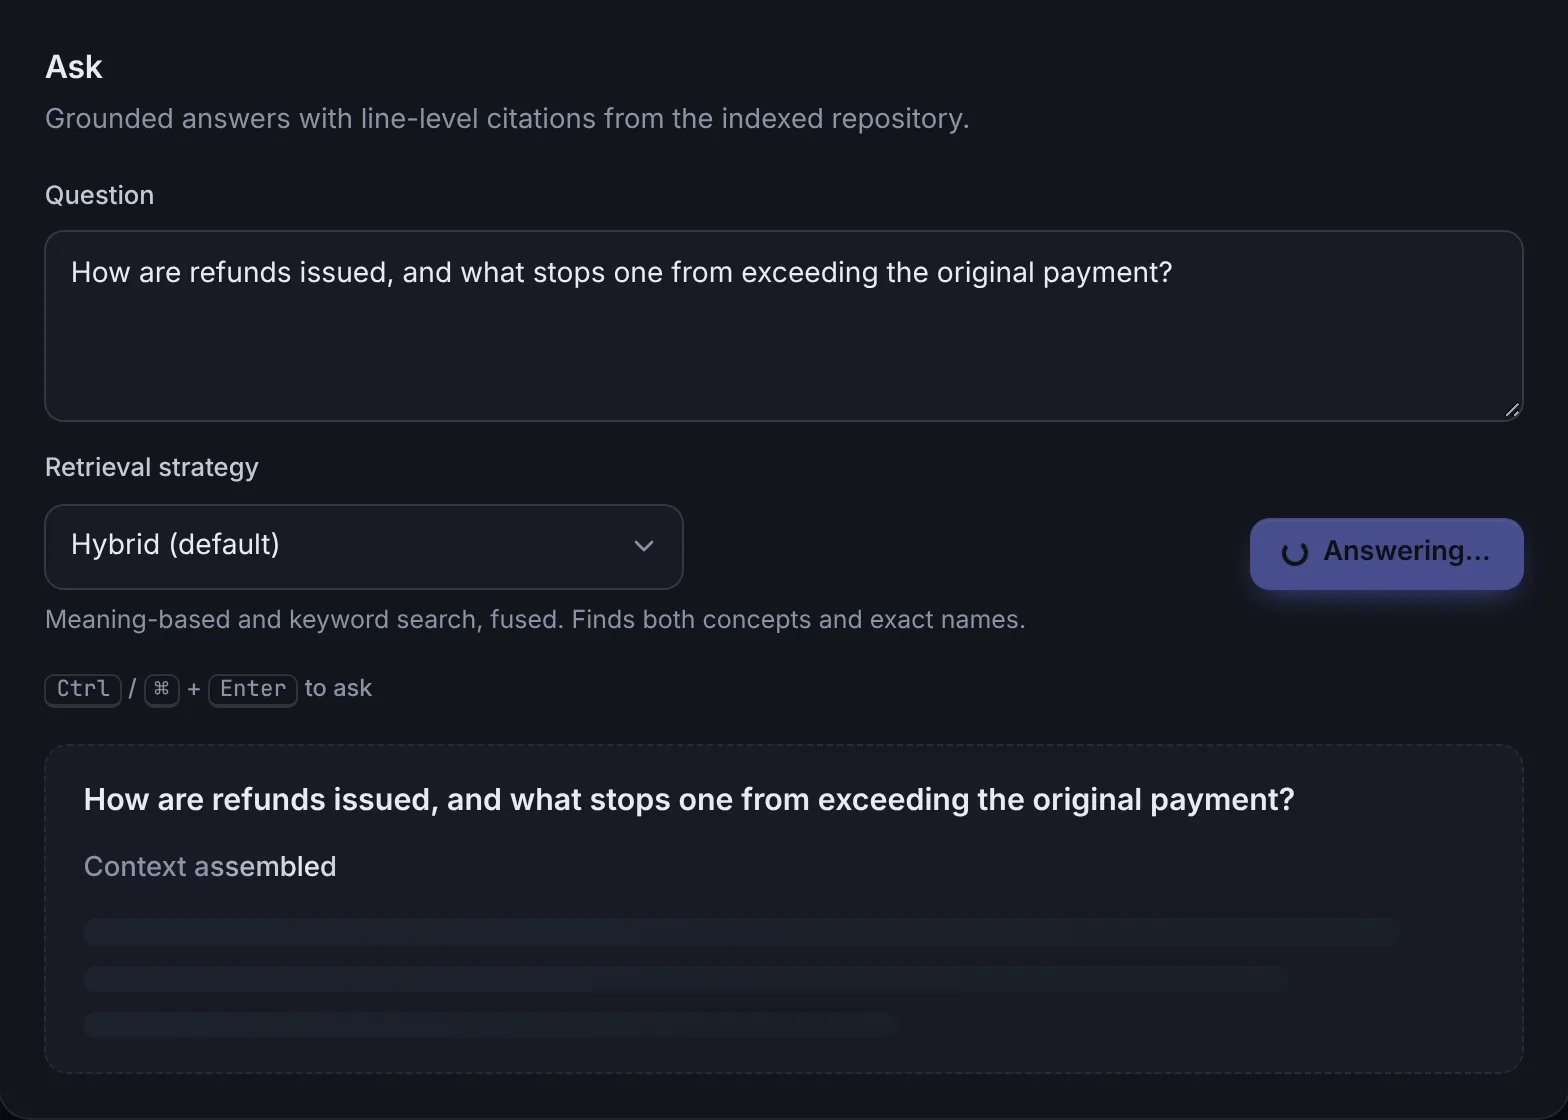 Ask
Grounded answers with line-level citations from the indexed repository.
Question
How are refunds issued, and what stops one from exceeding the original payment?
Retrieval strategy
Hybrid (default)
Answering...
Meaning-based and keyword search, fused. Finds both concepts and exact names.
Ctrl / ⌘ + Enter to ask
How are refunds issued, and what stops one from exceeding the original payment?
Context assembled